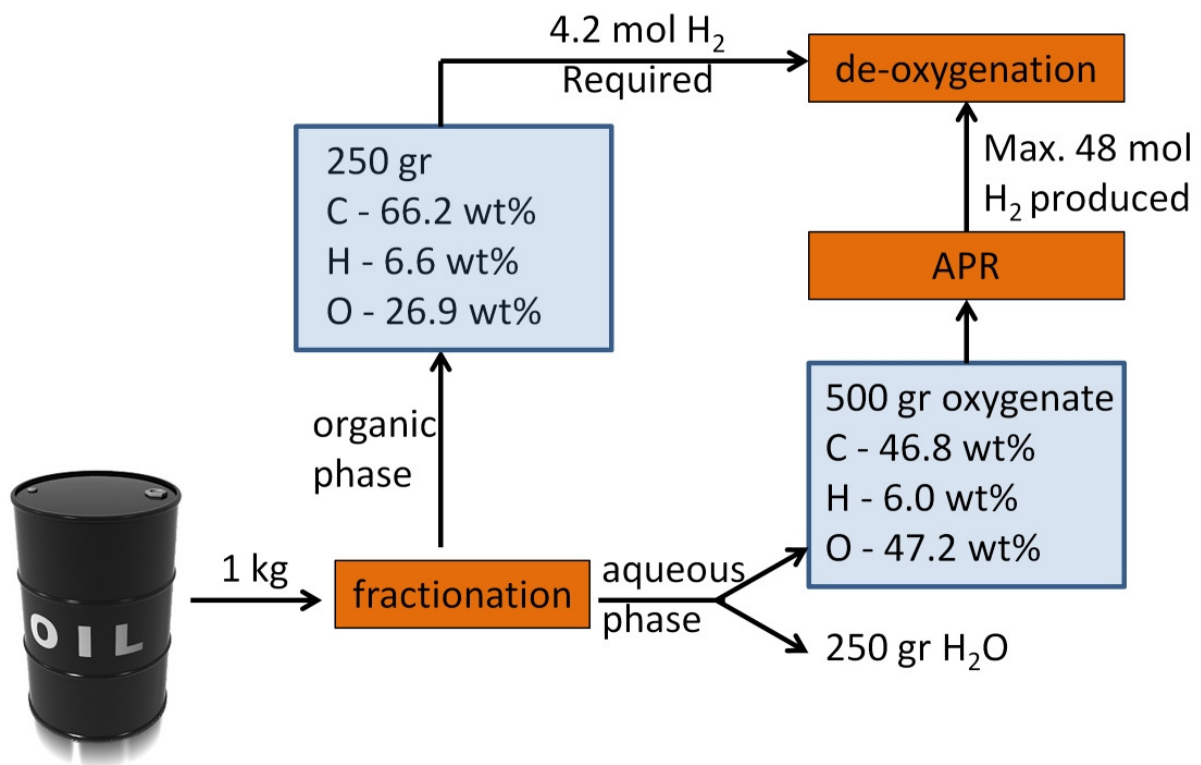 4.2 mol H₂
Required
de-oxygenation
250 gr
C - 66.2 wt%
H - 6.6 wt%
O - 26.9 wt%
Max. 48 mol
H₂ produced
APR
organic
phase
500 gr oxygenate
C - 46.8 wt%
H - 6.0 wt%
O - 47.2 wt%
OIL
1 kg
fractionation
aqueous
phase
250 gr H₂O